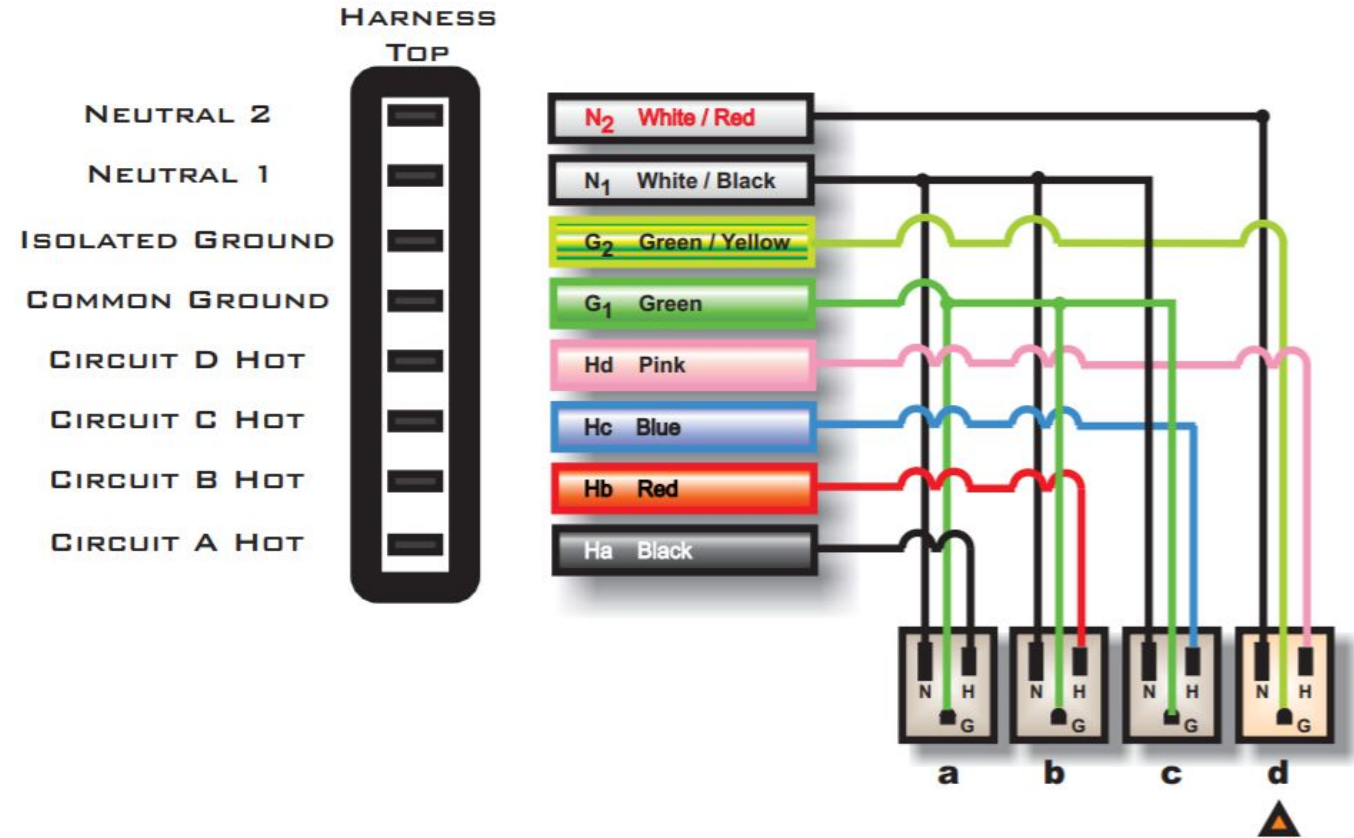 HARNESS
TOP
NEUTRAL 2
N2 White / Red
NEUTRAL 1
N1 White / Black
ISOLATED GROUND
G2 Green / Yellow
COMMON GROUND
G1 Green
CIRCUIT D HOT
Hd Pink
CIRCUIT C HOT
Hc Blue
CIRCUIT B HOT
Hb Red
CIRCUIT A HOT
Ha Black
N H N H N H N H
G G G G
a b c d